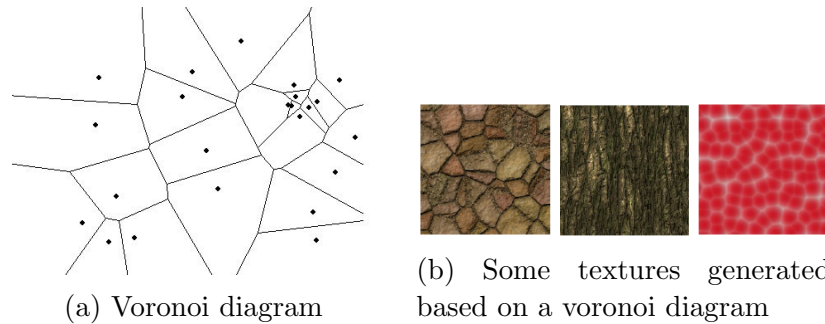 (a) Voronoi diagram
(b) Some textures generated
based on a voronoi diagram